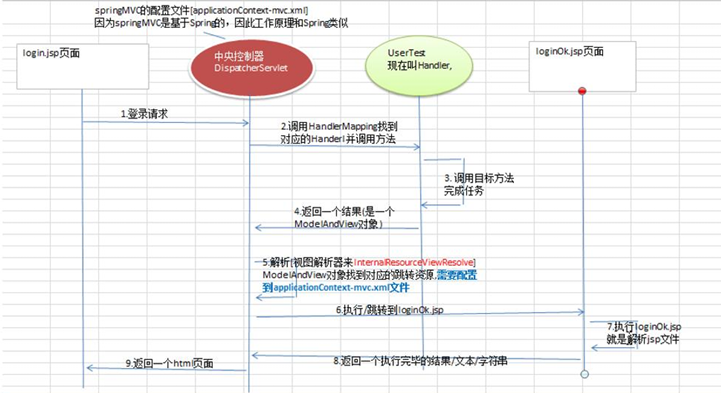 springMVC的配置文件[applicationContext-mvc.xml]
因为springMVC是基于Spring的，因此工作原理和Spring类似
login.jsp页面
中央控制器
DispatcherServlet
UserTest
现在叫Handler,
loginOk.jsp页面
1.登录请求
2.调用HandlerMapping找到
对应的Handerl并调用方法
3. 调用目标方法
完成任务
4.返回一个结果(是一个
ModelAndView对象）
5.解析[视图解析器来InternalResourceViewResolve]
ModelAndView对象找到对应的跳转资源,需要配置
到applicationContext-mvc.xml文件
6.执行/跳转到loginOk.jsp
7.执行loginOk.jsp
就是解析jsp文件
8.返回一个执行完毕的结果/文本/字符串
9.返回一个html页面